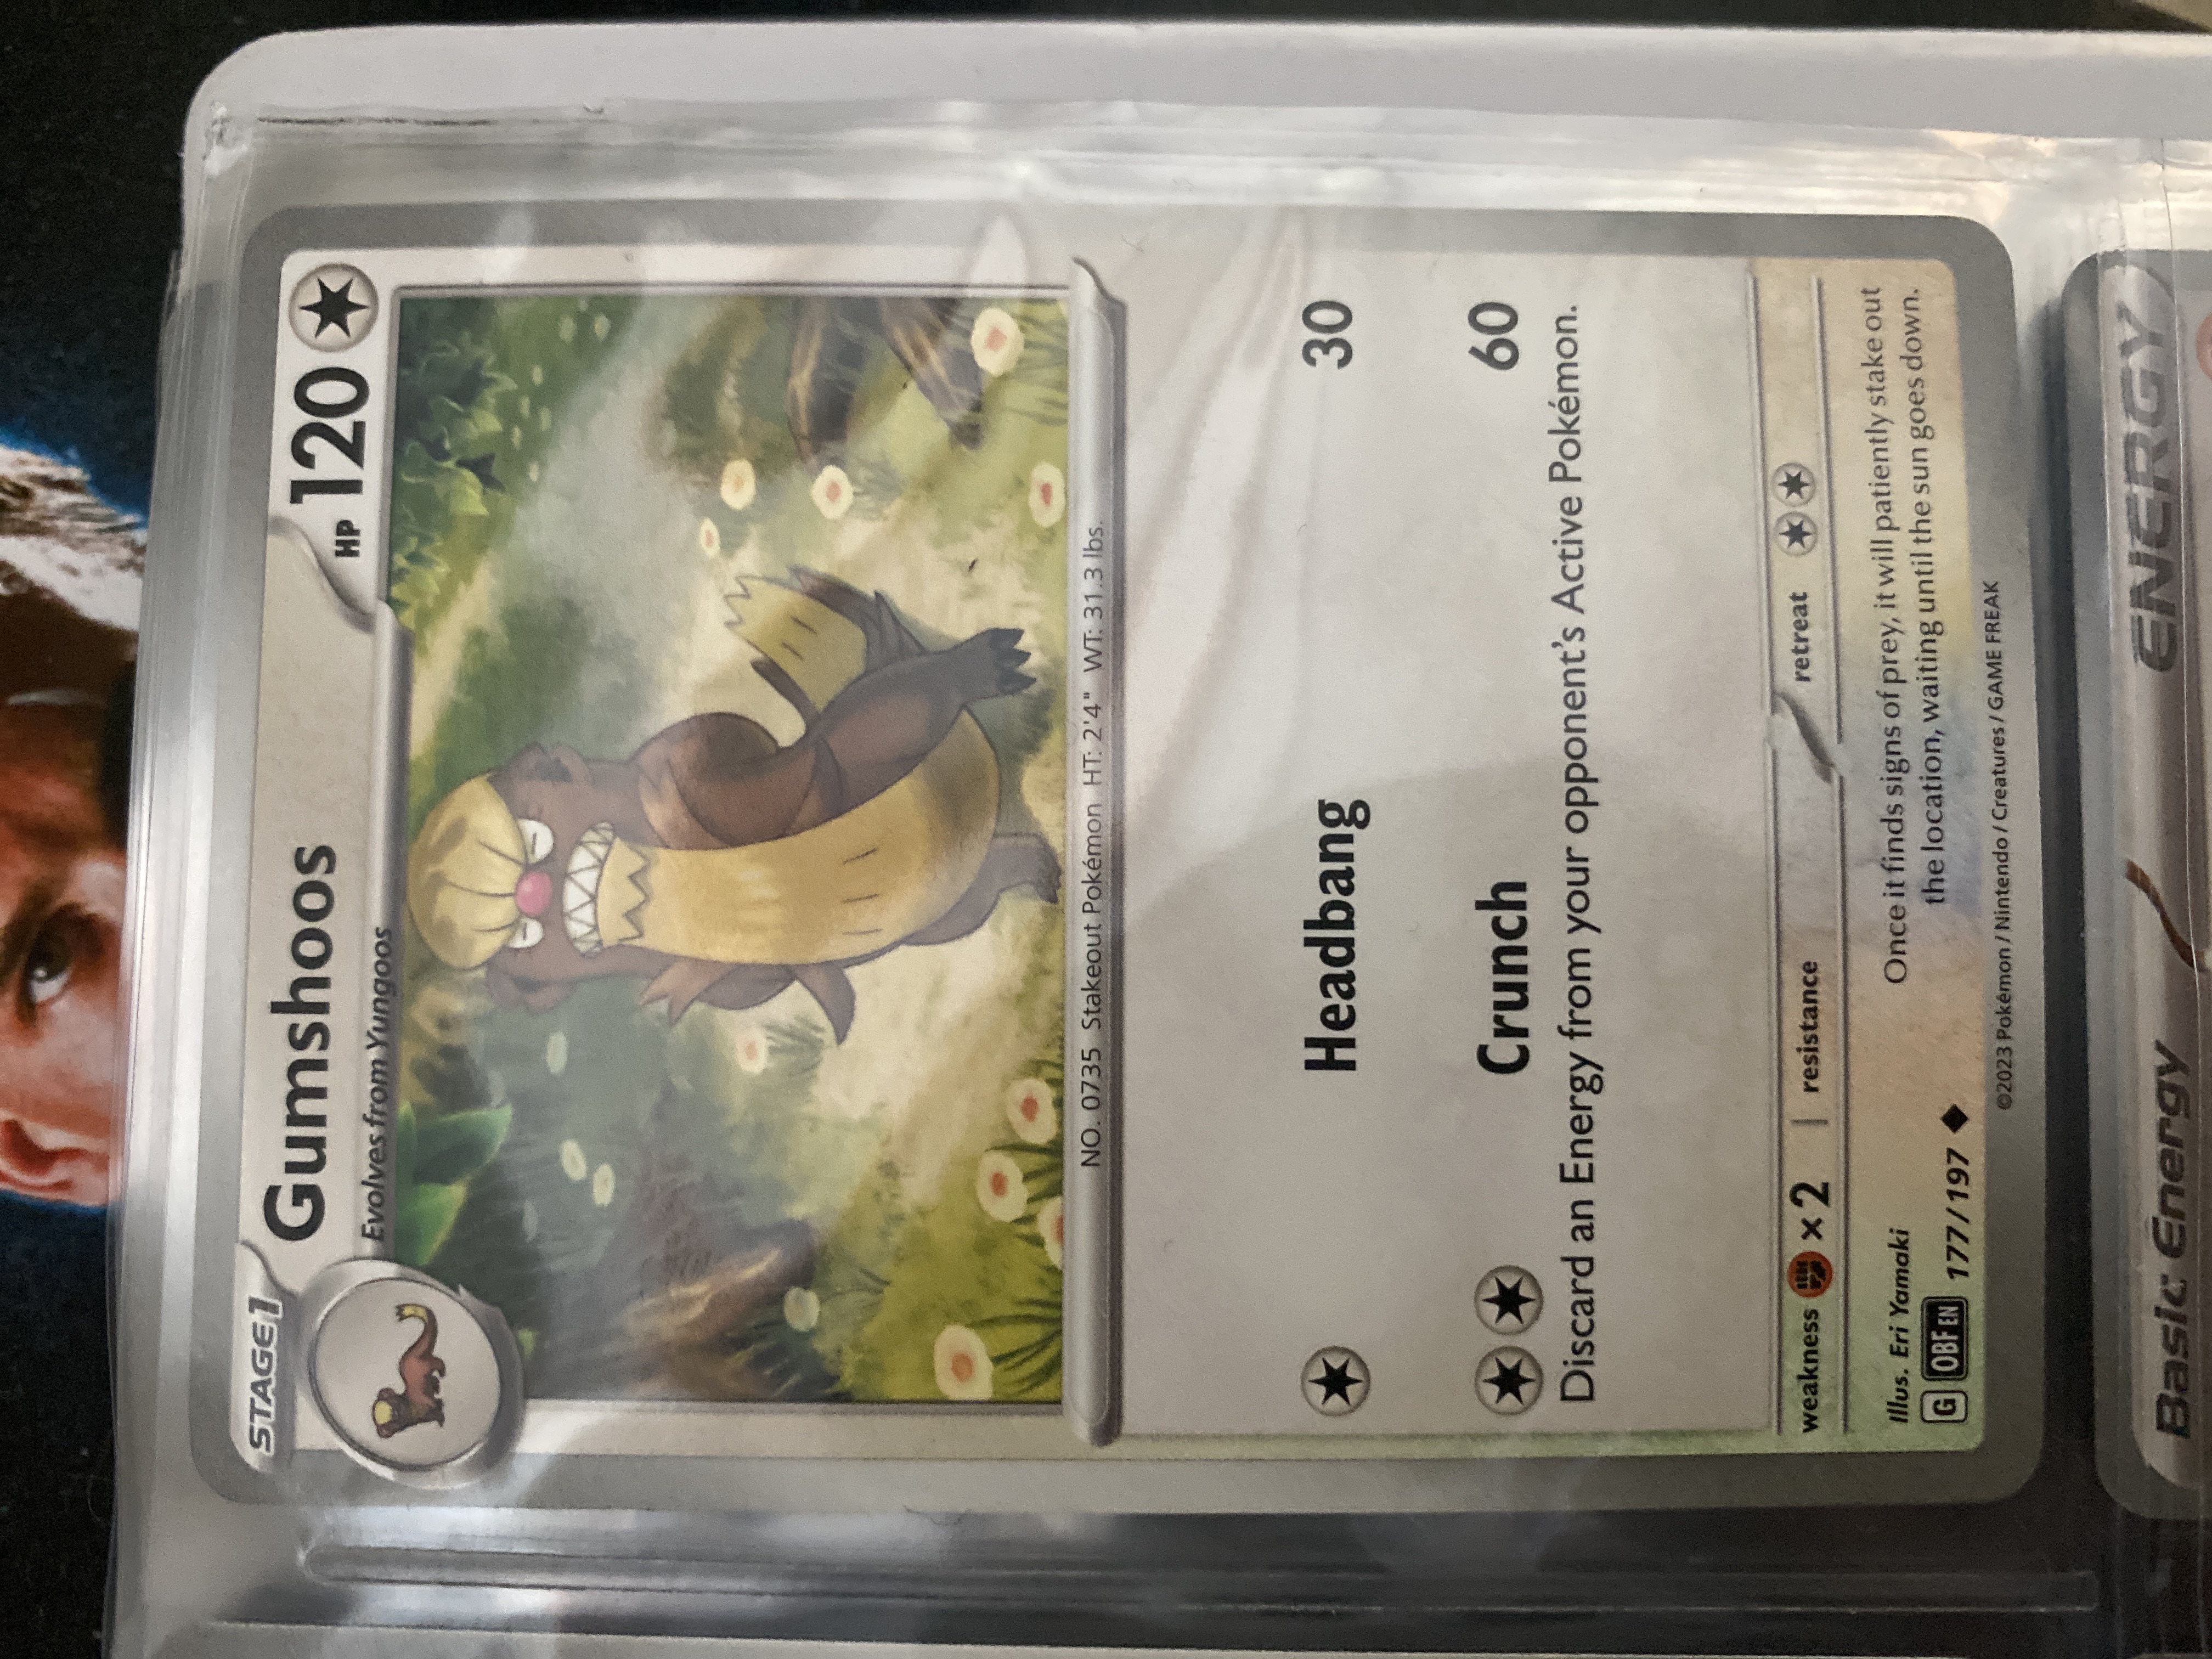 STAGE1
Gumshoos
HP 120
Evolves from Yungoos
NO. 0735 Stakeout Pokémon HT: 2'4" WT: 31.3 lbs.
Headbang 30
Crunch 60
Discard an Energy from your opponent's Active Pokémon.
weakness ×2 resistance retreat
Illus. Eri Yamaki
Once it finds signs of prey, it will patiently stake out
the location, waiting until the sun goes down.
G OBF EN 177/197
©2023 Pokémon / Nintendo / Creatures / GAME FREAK
Basic Energy ENERGY